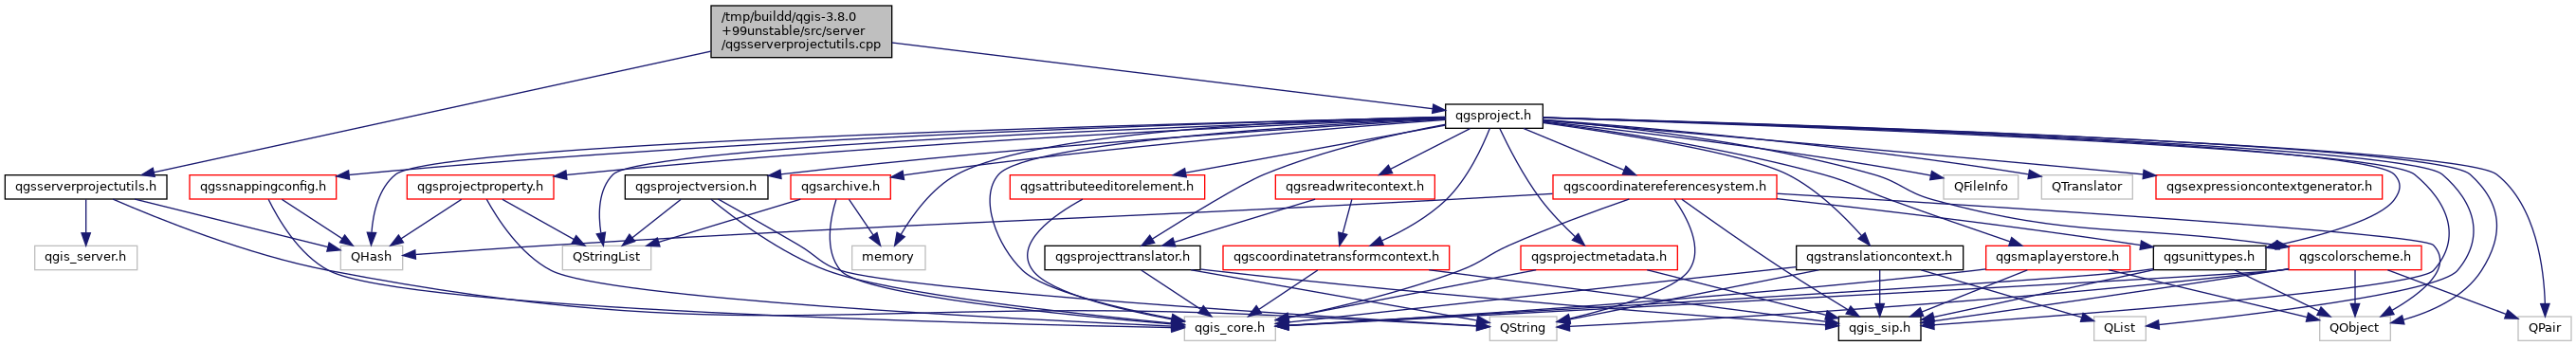 /tmp/buildd/qgis-3.8.0
+99unstable/src/server
/qgsserverprojectutils.cpp
qgsproject.h
qgsserverprojectutils.h
qgssnappingconfig.h
qgsprojectproperty.h
qgsprojectversion.h
qgsarchive.h
qgsattributeeditorelement.h
qgsreadwritecontext.h
qgscoordinatereferencesystem.h
QFileInfo
QTranslator
qgsexpressioncontextgenerator.h
qgis_server.h
QHash
QStringList
memory
qgsprojecttranslator.h
qgscoordinatetransformcontext.h
qgsprojectmetadata.h
qgstranslationcontext.h
qgsmaplayerstore.h
qgsunittypes.h
qgscolorscheme.h
qgis_core.h
QString
qgis_sip.h
QList
QObject
QPair